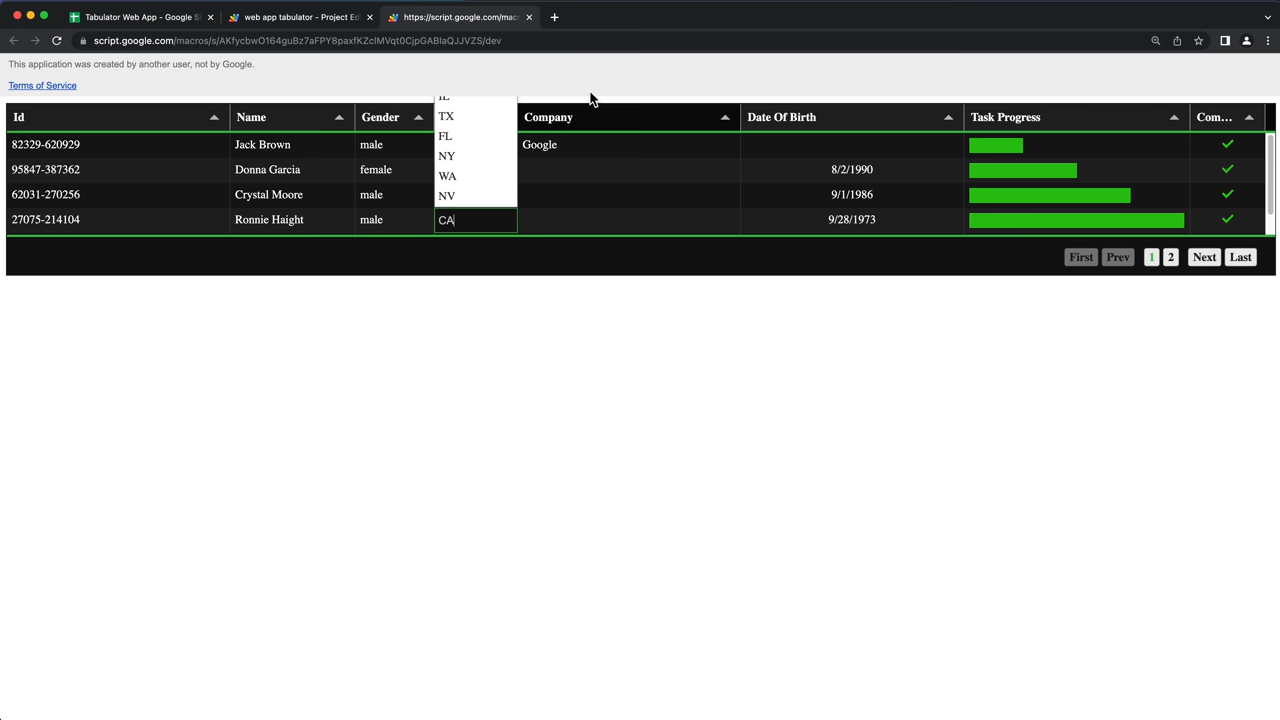 Tabulator Web App - Google S
web app tabulator - Project Ed
https://script.google.com/mac
script.google.com/macros/s/AKfycbwO164guBz7aFPY8paxfKZclMVqt0CjpGABIaQJJVZS/dev
This application was created by another user, not by Google.
Terms of Service
Id Name Gender Company Date Of Birth Task Progress Com...
IL
TX
FL
NY
WA
NV
82329-620929 Jack Brown male Google
95847-387362 Donna Garcia female 8/2/1990
62031-270256 Crystal Moore male 9/1/1986
27075-214104 Ronnie Haight male CA 9/28/1973
First Prev 1 2 Next Last